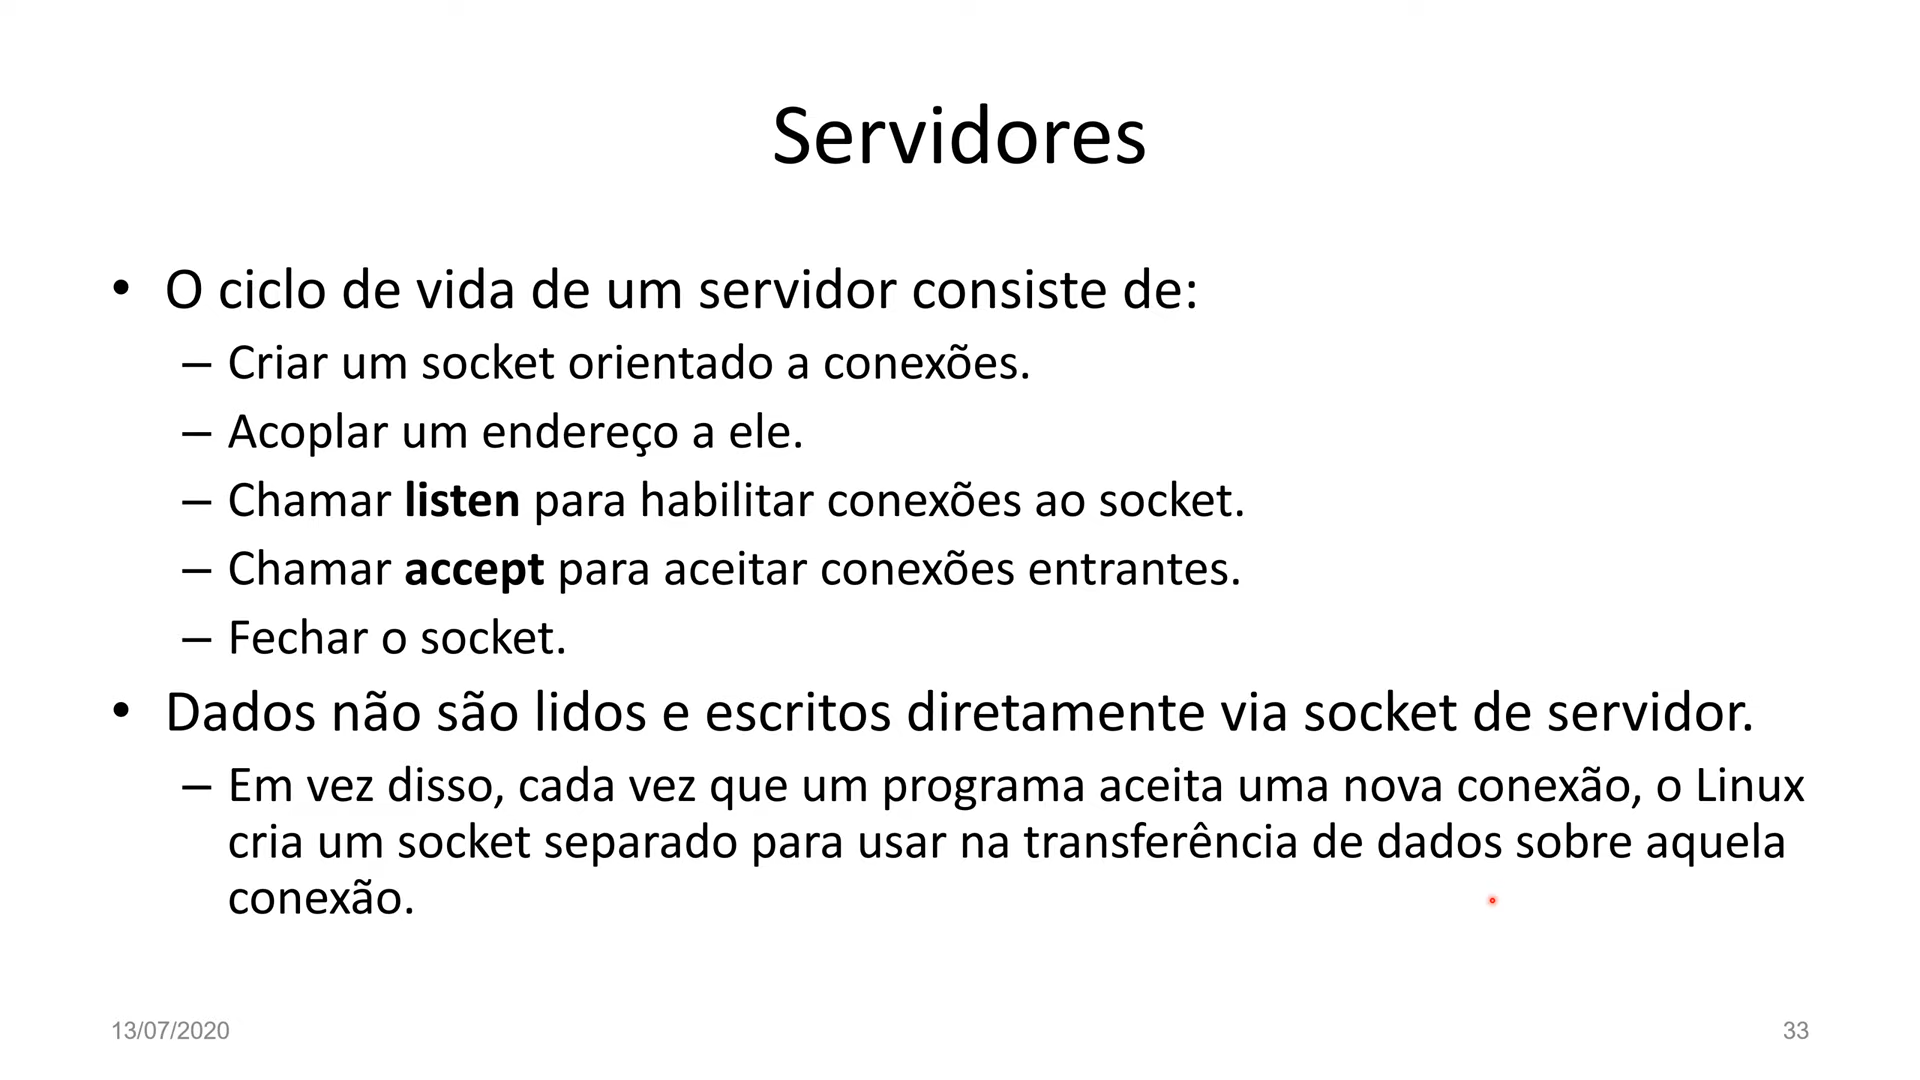 Servidores
• O ciclo de vida de um servidor consiste de:
– Criar um socket orientado a conexões.
– Acoplar um endereço a ele.
– Chamar listen para habilitar conexões ao socket.
– Chamar accept para aceitar conexões entrantes.
– Fechar o socket.
• Dados não são lidos e escritos diretamente via socket de servidor.
– Em vez disso, cada vez que um programa aceita uma nova conexão, o Linux
cria um socket separado para usar na transferência de dados sobre aquela
conexão.
13/07/2020
33